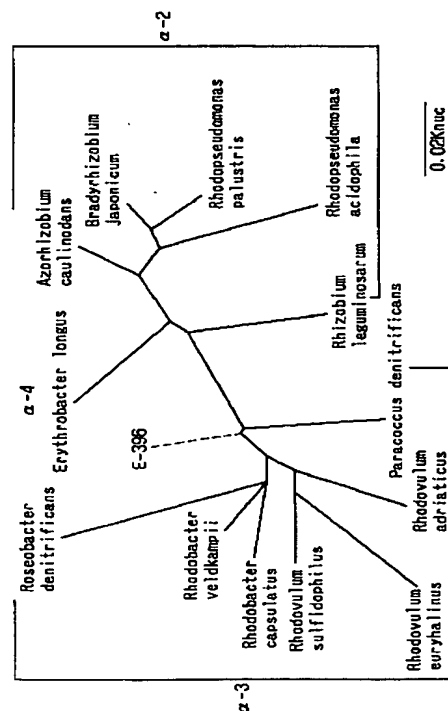 α-2
Azorhizobium
caulinodans
Bradyrhizobium
japonicum
Rhodopseudomonas
palustris
Rhodopseudomonas
acidophila
α-4
Erythrobacter longus
Rhizobium
leguminosarum
E-396
Paracoccus denitrificans
Roseobacter
denitrificans
Rhodobacter
veldkampii
Rhodobacter
capsulatus
Rhodovulum
sulfidophilus
Rhodovulum
adriaticus
Rhodovulum
euryhalinus
α-3
0.02Knuc